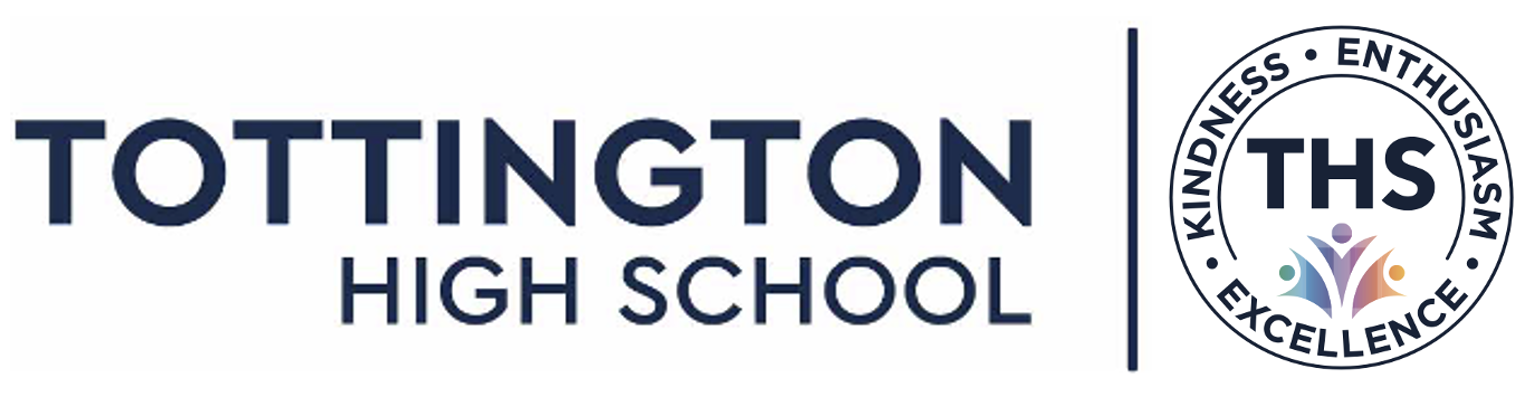 TOTTINGTON
HIGH SCHOOL
KINDNESS • ENTHUSIASM • EXCELLENCE •
THS